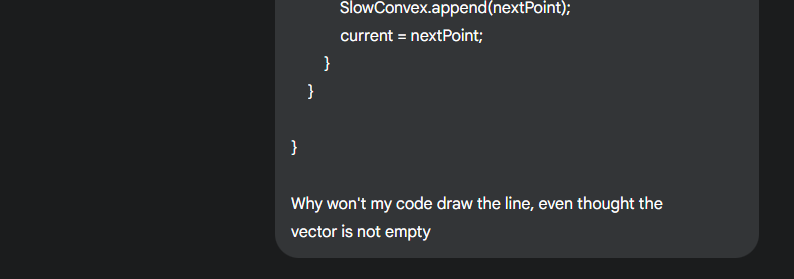 SlowConvex.append(nextPoint);
current = nextPoint;
}
}
}
Why won't my code draw the line, even thought the
vector is not empty